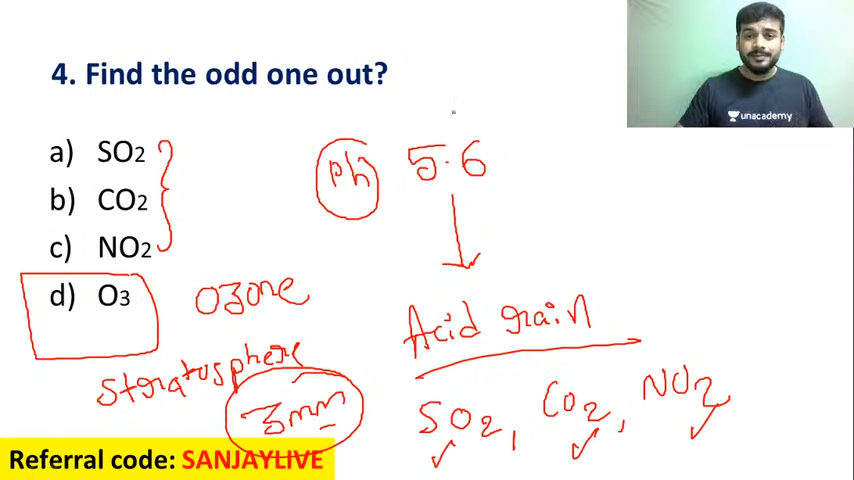 4. Find the odd one out?
unacademy
a) SO2
b) CO2
c) NO2
d) O3
Ph 5.6
Ozone
Acid rain
Stratosphere
3mm
SO2, CO2, NO2
Referral code: SANJAYLIVE